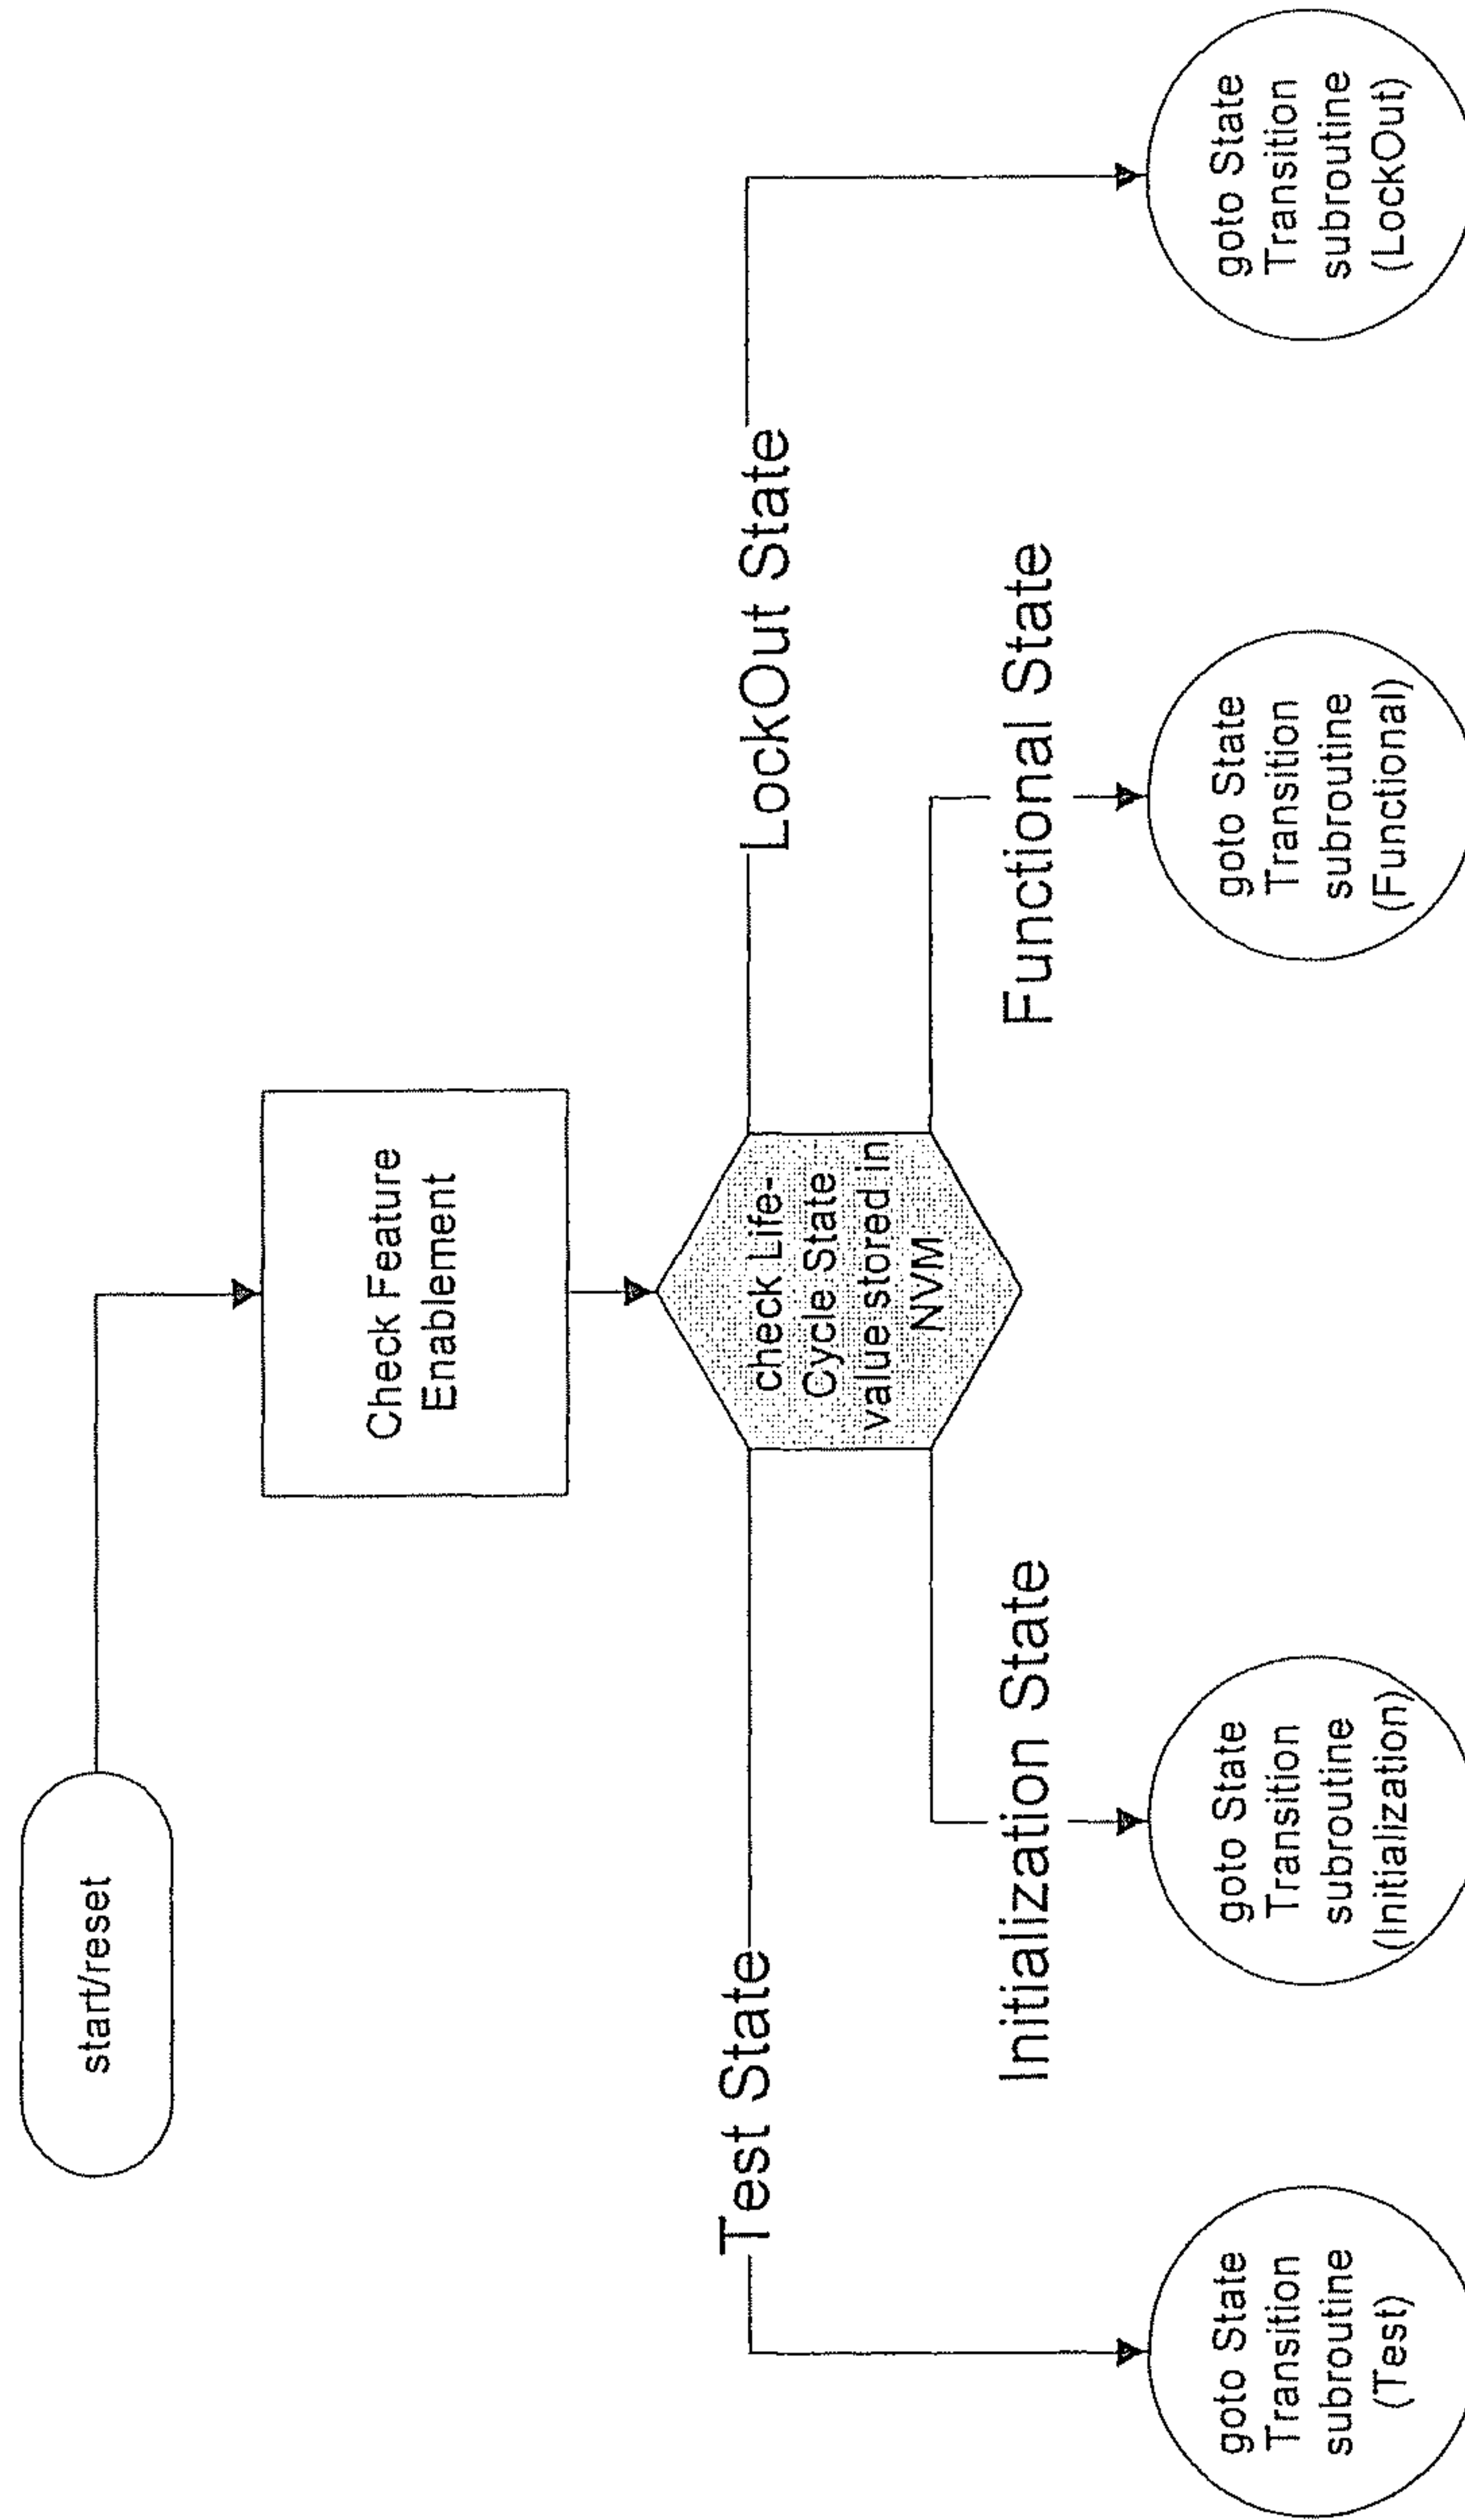 start/reset
Check Feature
Enablement
check Life-
Cycle State
value stored in
NVM
Test State
LockOut State
Initialization State
Functional State
goto State
Transition
subroutine
(Test)
goto State
Transition
subroutine
(Initialization)
goto State
Transition
subroutine
(Functional)
goto State
Transition
subroutine
(LockOut)